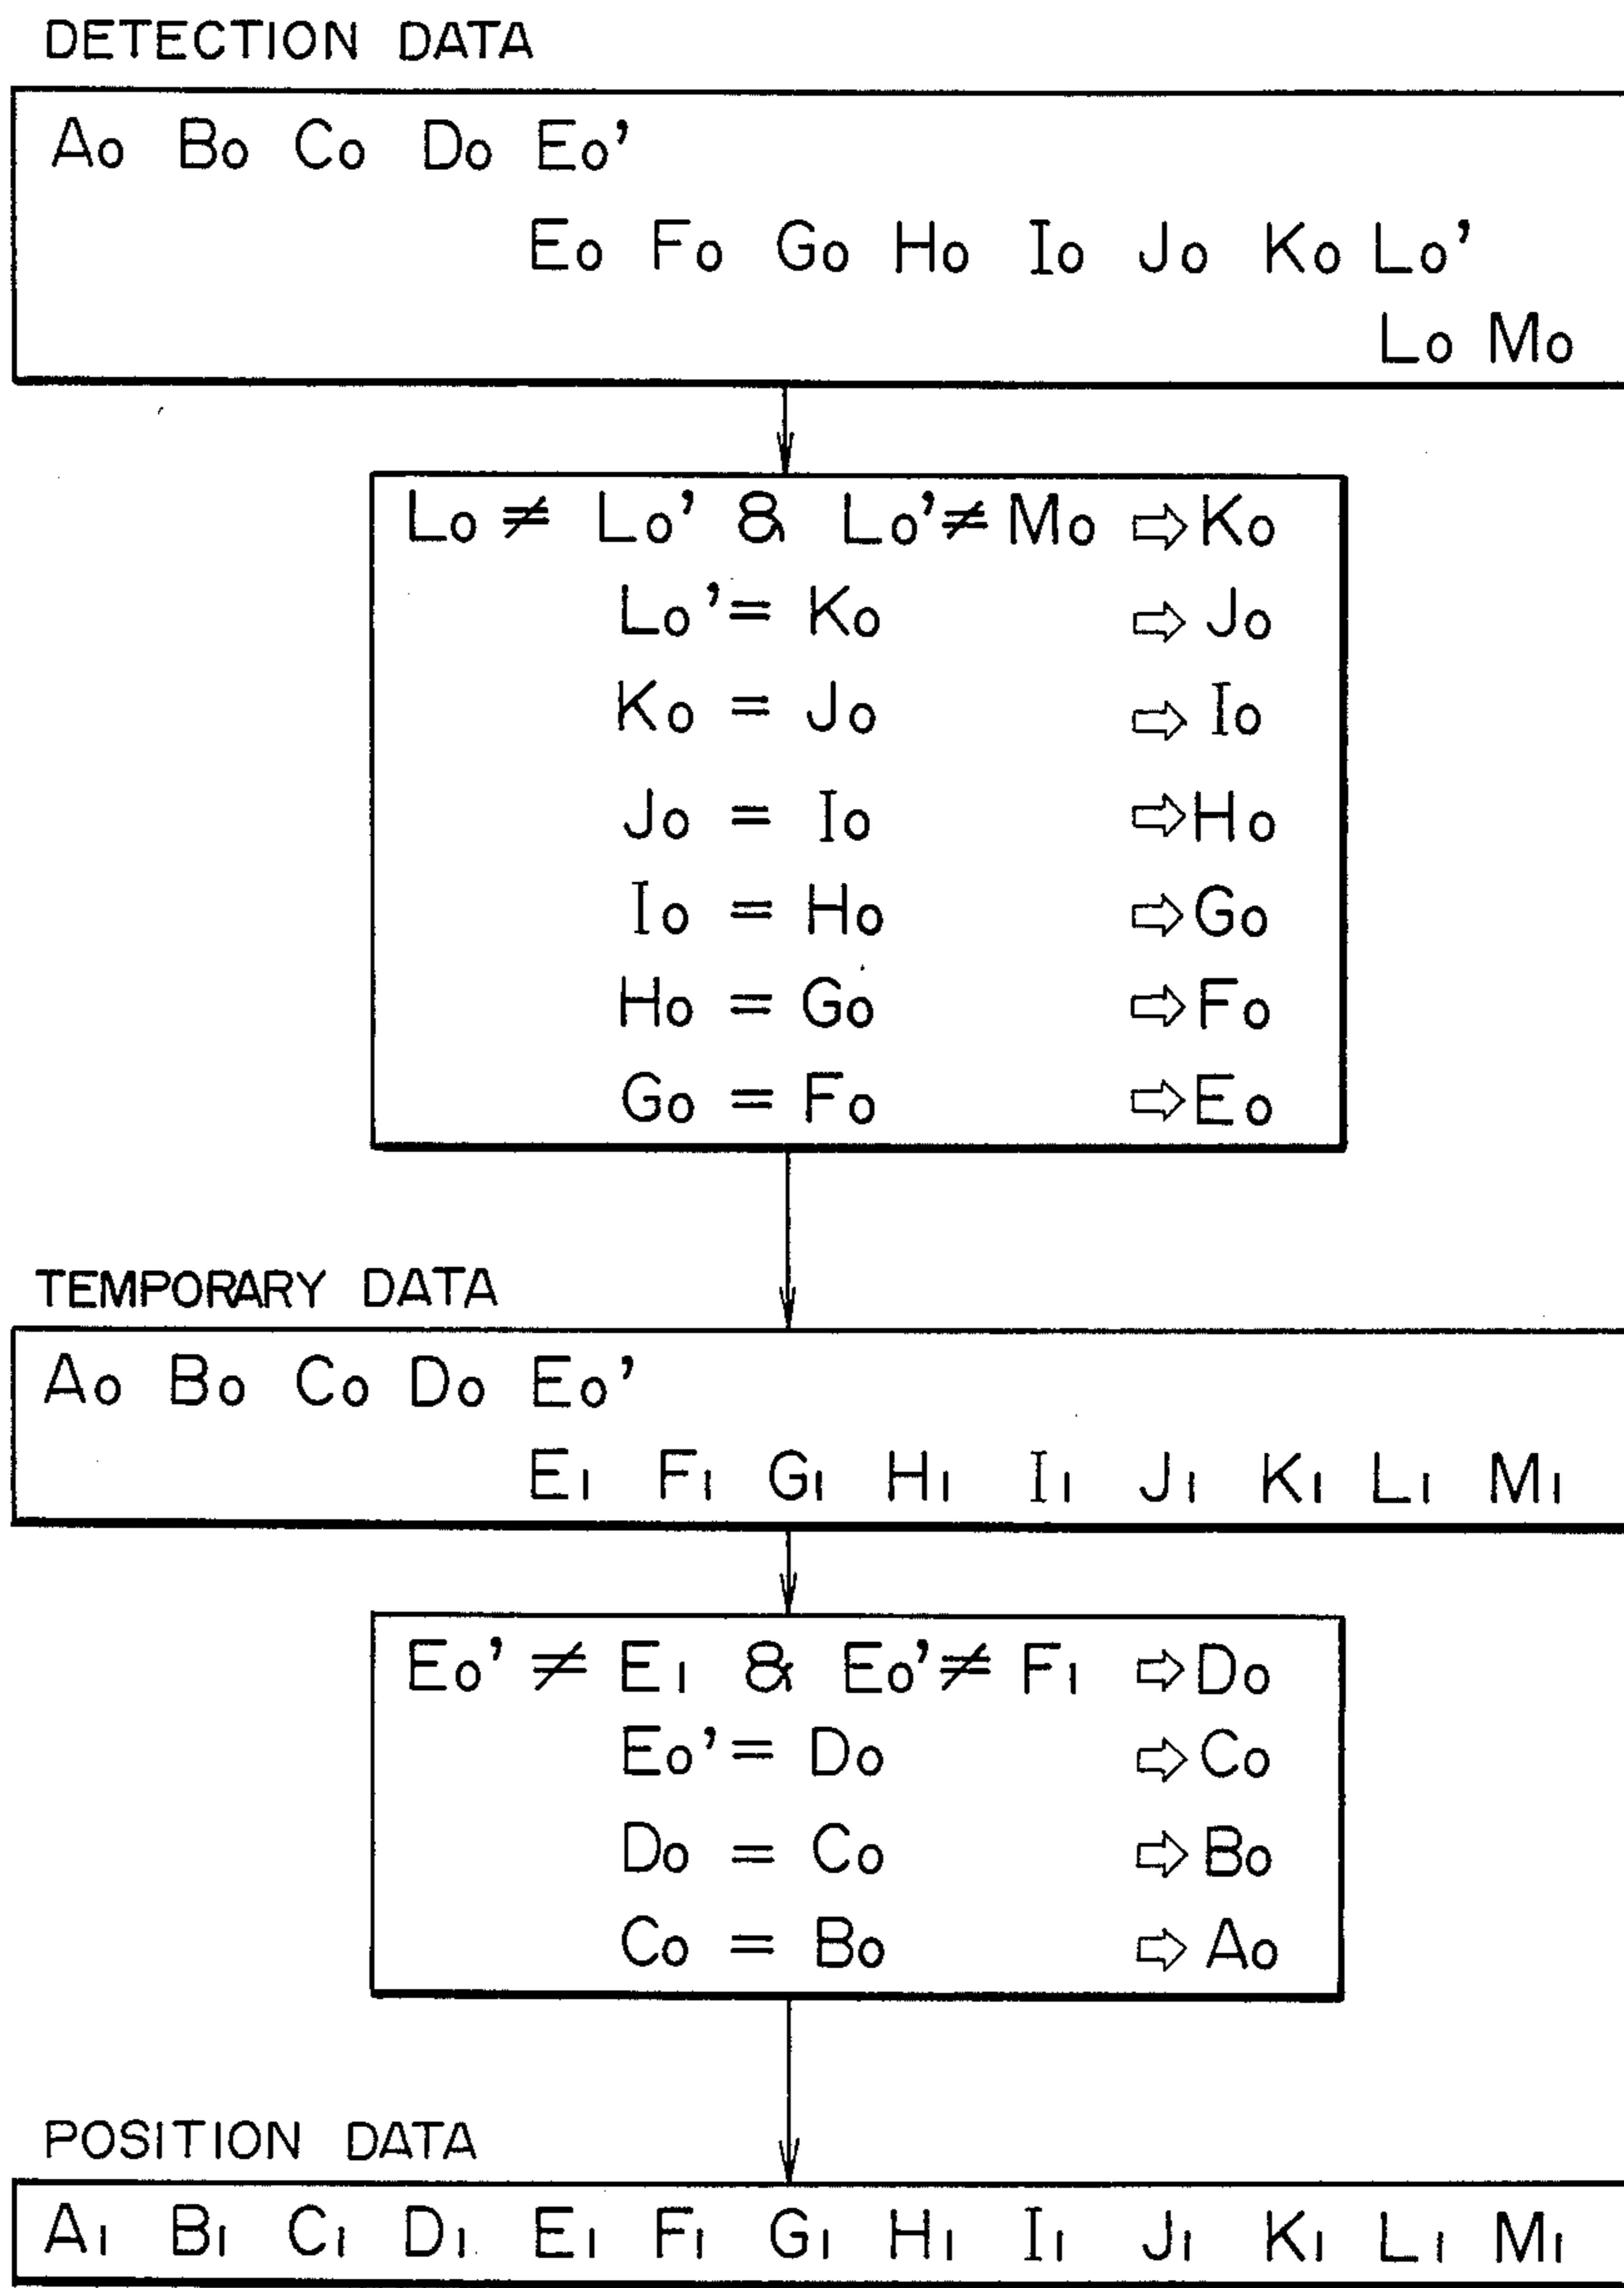 DETECTION DATA
Ao Bo Co Do Eo'
Eo Fo Go Ho Io Jo Ko Lo'
Lo Mo
Lo ≠ Lo' & Lo' ≠ Mo ⇨ Ko
Lo' = Ko ⇨ Jo
Ko = Jo ⇨ Io
Jo = Io ⇨ Ho
Io = Ho ⇨ Go
Ho = Go ⇨ Fo
Go = Fo ⇨ Eo
TEMPORARY DATA
Ao Bo Co Do Eo'
E1 F1 G1 H1 I1 J1 K1 L1 M1
Eo' ≠ E1 & Eo' ≠ F1 ⇨ Do
Eo' = Do ⇨ Co
Do = Co ⇨ Bo
Co = Bo ⇨ Ao
POSITION DATA
A1 B1 C1 D1 E1 F1 G1 H1 I1 J1 K1 L1 M1